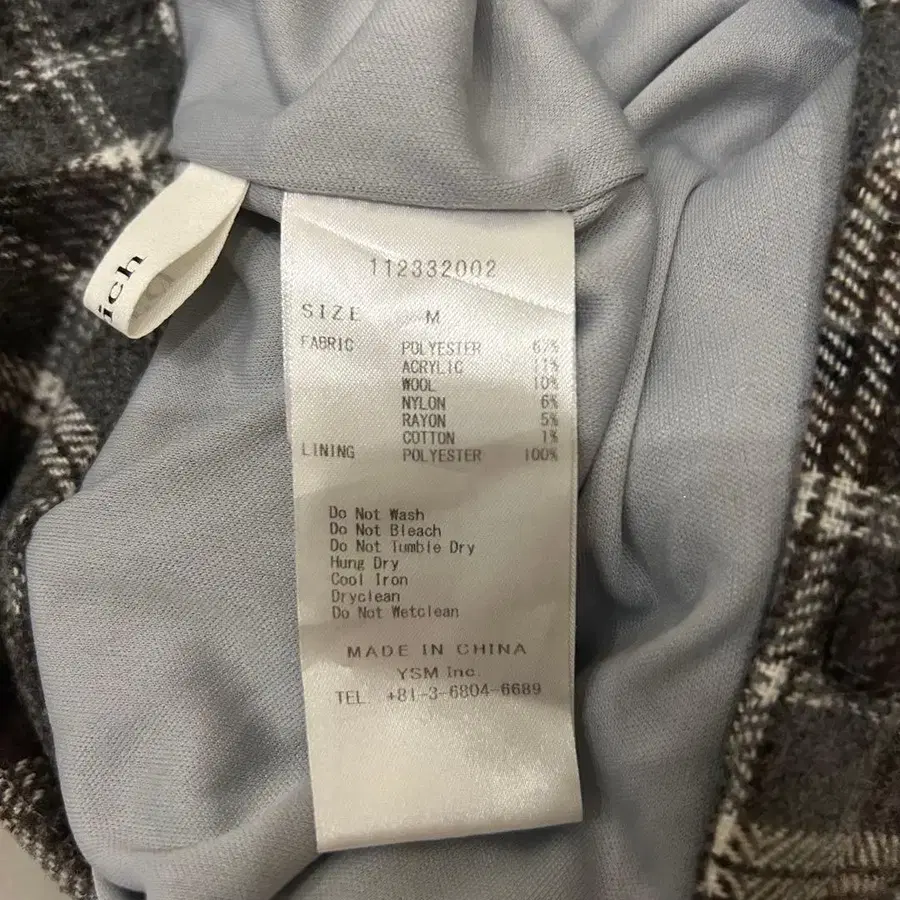 ich
112332002
SIZE M
FABRIC POLYESTER 67%
ACRYLIC 11%
WOOL 10%
NYLON 6%
RAYON 5%
COTTON 1%
LINING POLYESTER 100%
Do Not Wash
Do Not Bleach
Do Not Tumble Dry
Hung Dry
Cool Iron
Dryclean
Do Not Wetclean
MADE IN CHINA
YSM Inc.
TEL. +81-3-6804-6689